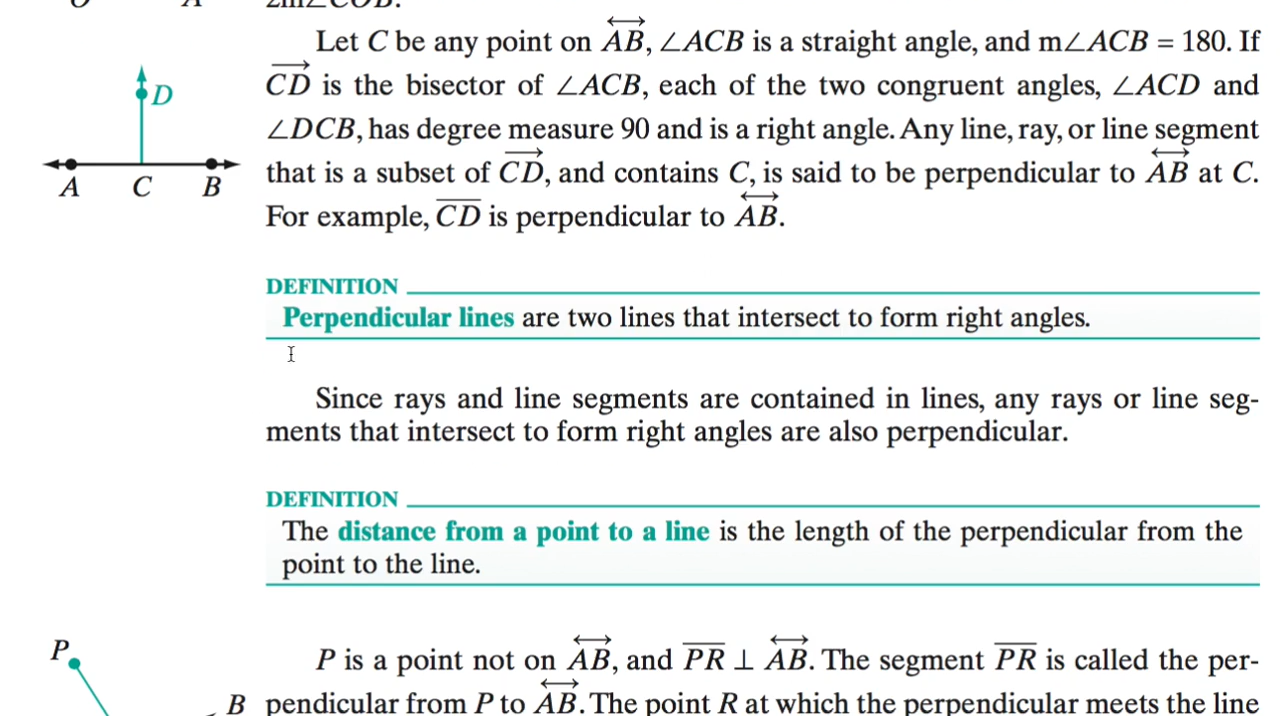 Let C be any point on AB, ∠ACB is a straight angle, and m∠ACB = 180. If
CD is the bisector of ∠ACB, each of the two congruent angles, ∠ACD and
∠DCB, has degree measure 90 and is a right angle. Any line, ray, or line segment
that is a subset of CD, and contains C, is said to be perpendicular to AB at C.
For example, CD is perpendicular to AB.
D
A C B
DEFINITION
Perpendicular lines are two lines that intersect to form right angles.
Since rays and line segments are contained in lines, any rays or line seg-
ments that intersect to form right angles are also perpendicular.
DEFINITION
The distance from a point to a line is the length of the perpendicular from the
point to the line.
P
B
P is a point not on AB, and PR ⊥ AB. The segment PR is called the per-
pendicular from P to AB. The point R at which the perpendicular meets the line